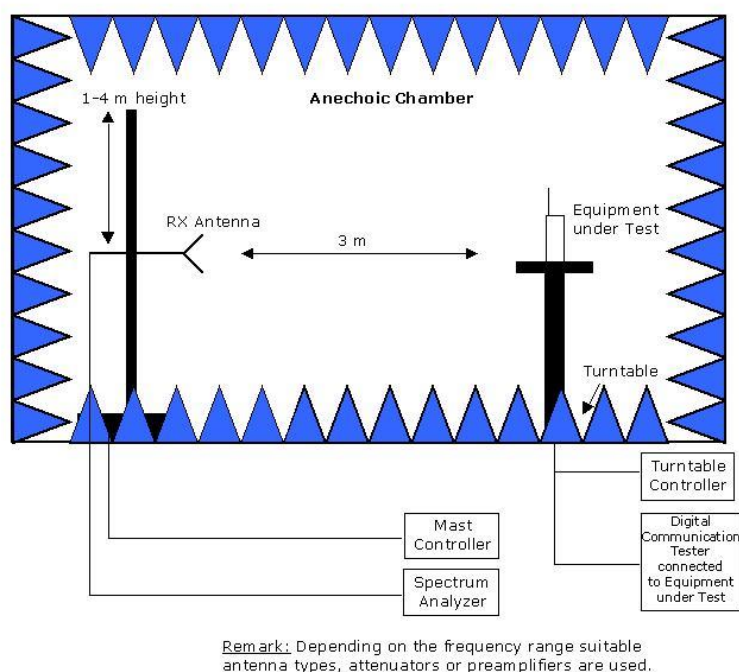 1-4 m height
Anechoic Chamber
RX Antenna
Equipment
under Test
3 m
Turntable
Turntable
Controller
Mast
Controller
Digital
Communication
Tester
connected
to Equipment
under Test
Spectrum
Analyzer
Remark: Depending on the frequency range suitable
antenna types, attenuators or preamplifiers are used.